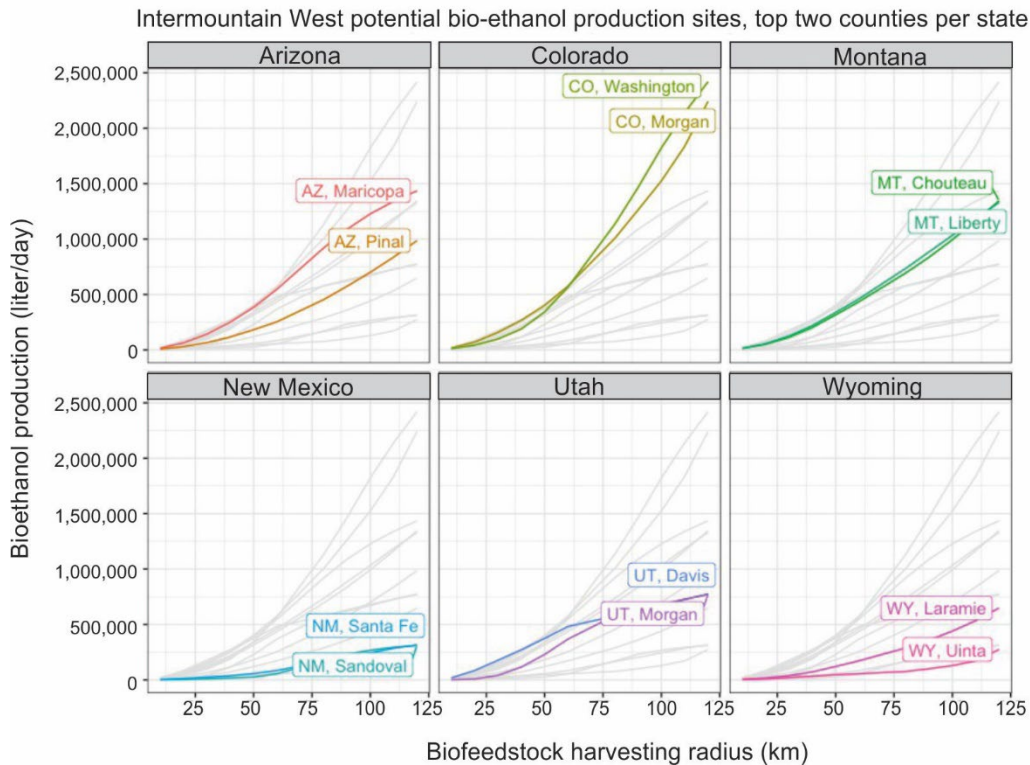 Intermountain West potential bio-ethanol production sites, top two counties per state
Arizona
Colorado
Montana
2,500,000
2,000,000
1,500,000
1,000,000
500,000
0
AZ, Maricopa
AZ, Pinal
CO, Washington
CO, Morgan
MT, Chouteau
MT, Liberty
Bioethanol production (liter/day)
New Mexico
Utah
Wyoming
2,500,000
2,000,000
1,500,000
1,000,000
500,000
0
NM, Santa Fe
NM, Sandoval
UT, Davis
UT, Morgan
WY, Laramie
WY, Uinta
25 50 75 100 125 25 50 75 100 125 25 50 75 100 125
Biofeedstock harvesting radius (km)